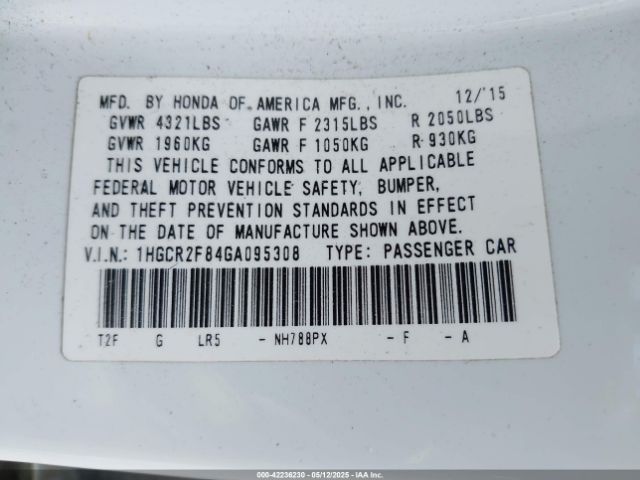 MFD. BY HONDA OF AMERICA MFG., INC. 12/'15
GVWR 4321LBS GAWR F 2315LBS R 2050LBS
GVWR 1960KG GAWR F 1050KG R 930KG
THIS VEHICLE CONFORMS TO ALL APPLICABLE
FEDERAL MOTOR VEHICLE SAFETY, BUMPER,
AND THEFT PREVENTION STANDARDS IN EFFECT
ON THE DATE OF MANUFACTURE SHOWN ABOVE.
V.I.N.: 1HGCR2F84GA095308 TYPE: PASSENGER CAR
T2F G LR5 - NH788PX - F - A
000-42236230 - 05/12/2025 - IAA Inc.